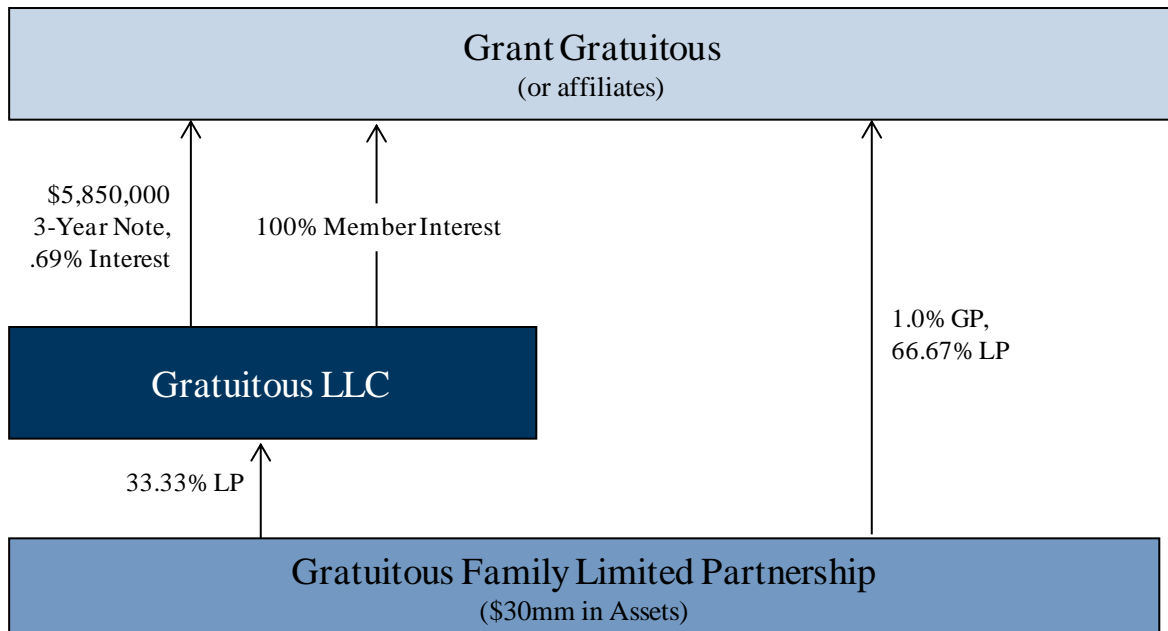 Grant Gratuitous
(or affiliates)
$5,850,000
3-Year Note,
.69% Interest
100% Member Interest
1.0% GP,
66.67% LP
Gratuitous LLC
33.33% LP
Gratuitous Family Limited Partnership
($30mm in Assets)